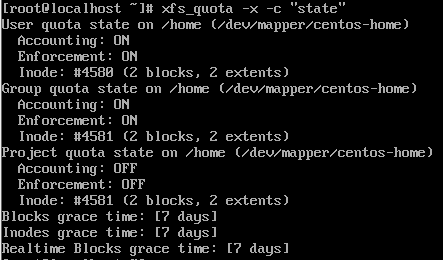 [root@localhost ~]# xfs_quota -x -c "state"
User quota state on /home (/dev/mapper/centos-home)
  Accounting: ON
  Enforcement: ON
  Inode: #4580 (2 blocks, 2 extents)
Group quota state on /home (/dev/mapper/centos-home)
  Accounting: ON
  Enforcement: ON
  Inode: #4581 (2 blocks, 2 extents)
Project quota state on /home (/dev/mapper/centos-home)
  Accounting: OFF
  Enforcement: OFF
  Inode: #4581 (2 blocks, 2 extents)
Blocks grace time: [7 days]
Inodes grace time: [7 days]
Realtime Blocks grace time: [7 days]